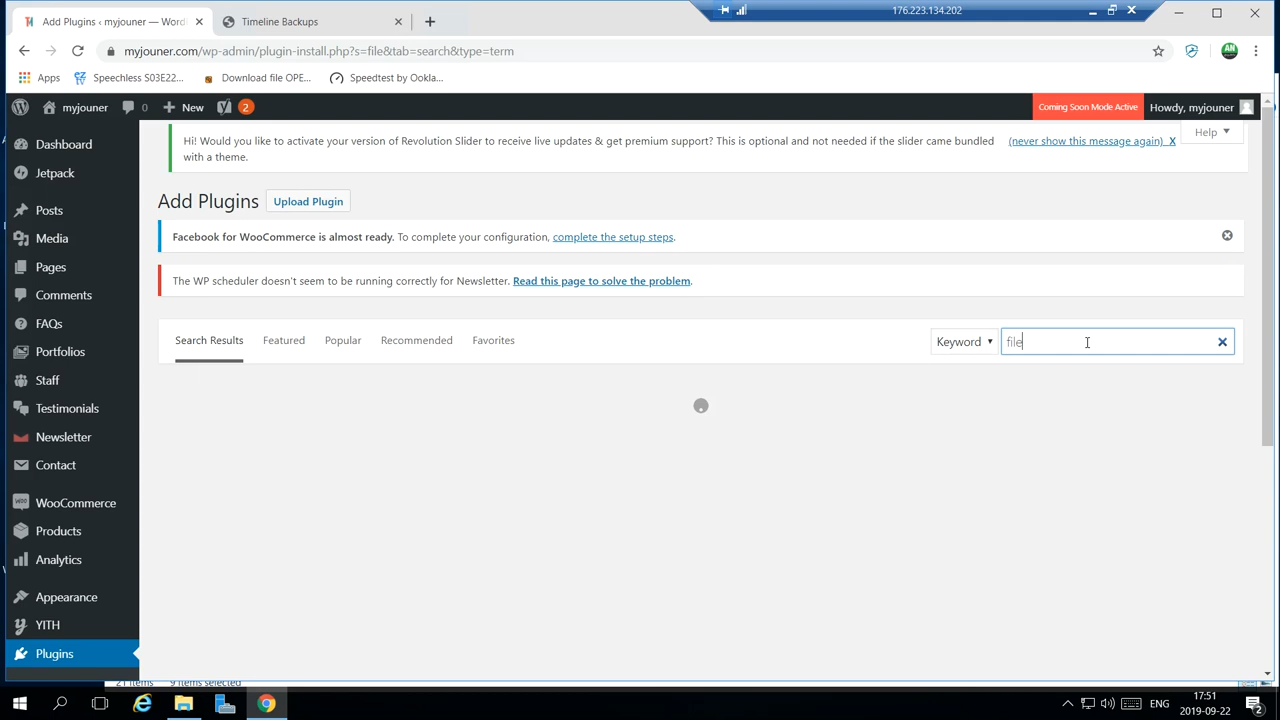 Add Plugins ‹ myjouner — Word
Timeline Backups
176.223.134.202
myjouner.com/wp-admin/plugin-install.php?s=file&tab=search&type=term
AN
Apps
Speechless S03E22...
Download file OPE...
Speedtest by Ookla...
myjouner
0
New
2
Coming Soon Mode Active
Howdy, myjouner
Hi! Would you like to activate your version of Revolution Slider to receive live updates & get premium support? This is optional and not needed if the slider came bundled
with a theme.
(never show this message again) X
Help
Add Plugins
Upload Plugin
Facebook for WooCommerce is almost ready. To complete your configuration, complete the setup steps.
The WP scheduler doesn't seem to be running correctly for Newsletter. Read this page to solve the problem.
Search Results
Featured
Popular
Recommended
Favorites
Keyword
file
Dashboard
Jetpack
Posts
Media
Pages
Comments
FAQs
Portfolios
Staff
Testimonials
Newsletter
Contact
WooCommerce
Products
Analytics
Appearance
YITH
Plugins
21 items
9 items selected
ENG
17:51
2019-09-22
2